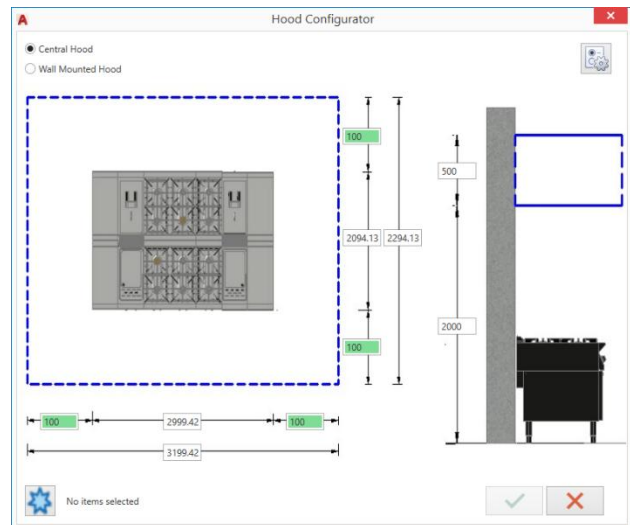 Hood Configurator
Central Hood
Wall Mounted Hood
100
500
2094.13
2294.13
100
2000
100
2999.42
100
3199.42
No items selected